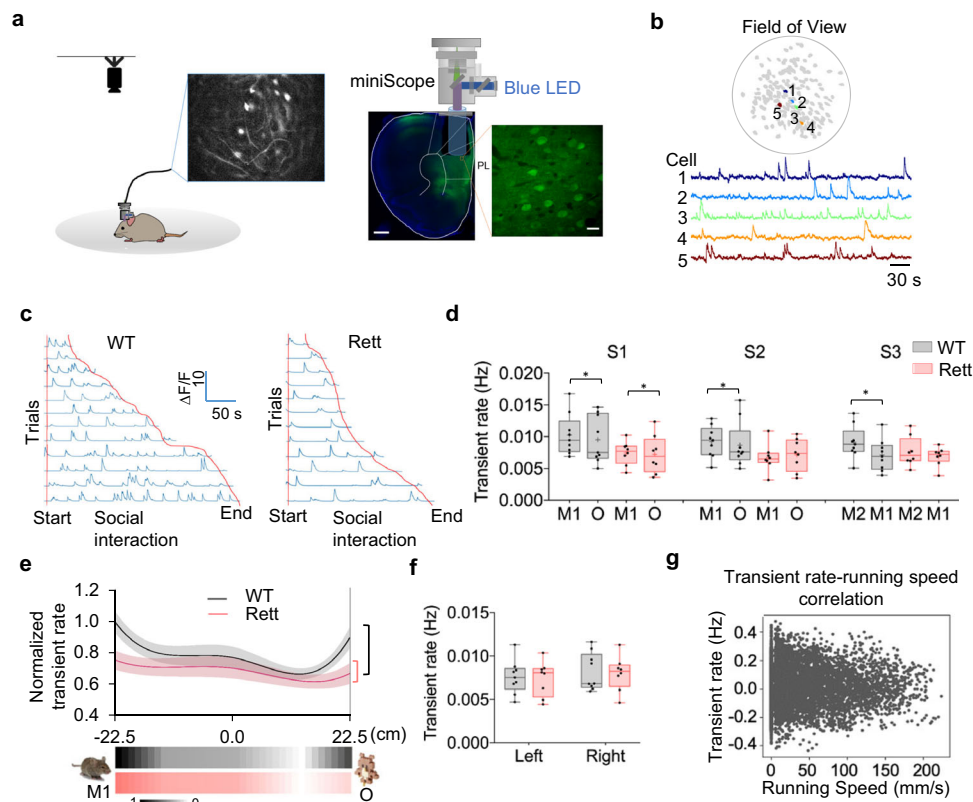 a
miniScope
Blue LED
PL
b
Field of View
1
2
3
5
4
Cell
1
2
3
4
5
30 s
c
WT
Rett
Trials
Trials
ΔF/F
10
50 s
Start
Social
interaction
End
Start
Social
interaction
End
d
S1
S2
S3
WT
Rett
Transient rate (Hz)
0.020
0.015
0.010
0.005
0.000
* * * *
M1 O M1 O M1 O M1 O M2 M1 M2 M1
e
WT
Rett
Normalized
transient rate
1.2
1.0
0.8
0.6
0.4
-22.5 0.0 22.5 (cm)
M1
O
f
Transient rate (Hz)
0.015
0.010
0.005
0.000
Left Right
g
Transient rate-running speed
correlation
Transient rate (Hz)
0.4
0.2
0.0
-0.2
-0.4
0 50 100 150 200
Running Speed (mm/s)